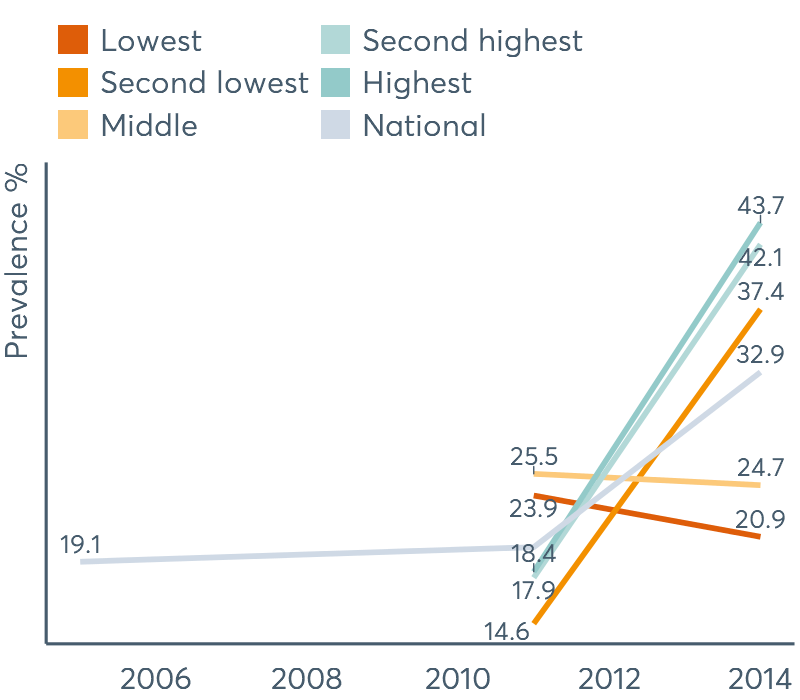 Lowest
Second lowest
Middle
Second highest
Highest
National
Prevalence %
43.7
42.1
37.4
32.9
25.5
24.7
23.9
20.9
19.1
18.4
17.9
14.6
2006 2008 2010 2012 2014